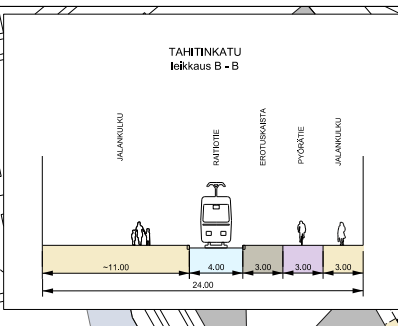 TAHITINKATU
leikkaus B - B
JALANKULKU
RAITIOTIE
EROTUSKAISTA
PYÖRÄTIE
JALANKULKU
~11.00
4.00
3.00
3.00
3.00
24.00